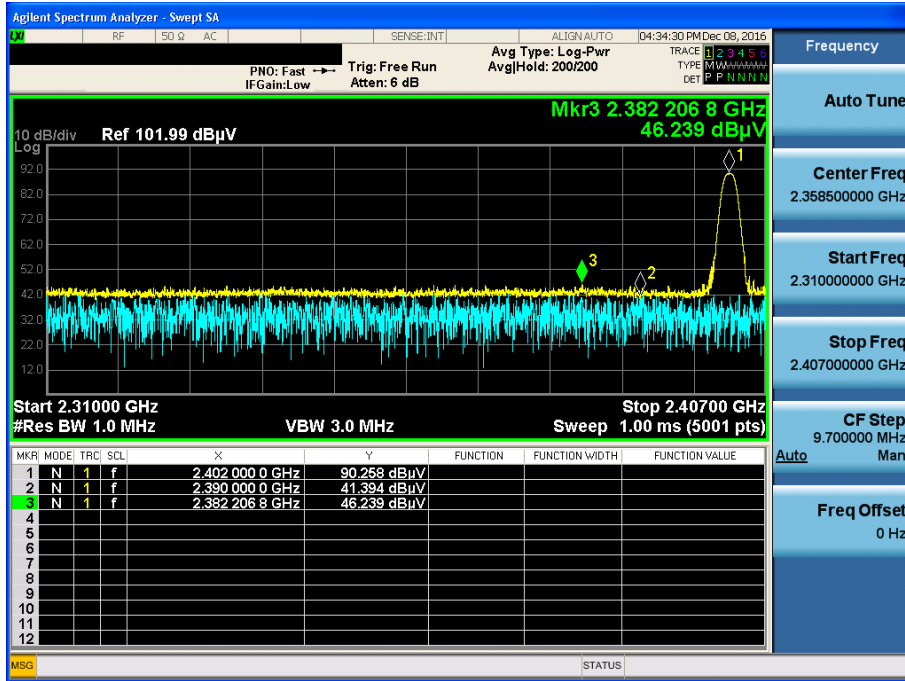 Agilent Spectrum Analyzer - Swept SA
LXI RF 50 Ω AC SENSE:INT ALIGN AUTO 04:34:30 PM Dec 08, 2016
Frequency
PNO: Fast Trig: Free Run Avg Type: Log-Pwr TRACE 1 2 3 4 5 6
IFGain:Low Atten: 6 dB Avg|Hold: 200/200 TYPE M W W W W W
DET P P N N N N
Auto Tune
Mkr3 2.382 206 8 GHz
10 dB/div Ref 101.99 dBµV 46.239 dBµV
Log
92.0
82.0
72.0
62.0
52.0
42.0
32.0
22.0
12.0
1
3
2
Center Freq
2.358500000 GHz
Start Freq
2.310000000 GHz
Stop Freq
2.407000000 GHz
Start 2.31000 GHz Stop 2.40700 GHz
#Res BW 1.0 MHz VBW 3.0 MHz Sweep 1.00 ms (5001 pts)
CF Step
9.700000 MHz
Auto Man
MKR MODE TRC SCL X Y FUNCTION FUNCTION WIDTH FUNCTION VALUE
1 N 1 f 2.402 000 0 GHz 90.258 dBµV
2 N 1 f 2.390 000 0 GHz 41.394 dBµV
3 N 1 f 2.382 206 8 GHz 46.239 dBµV
4
5
6
7
8
9
10
11
12
Freq Offset
0 Hz
MSG STATUS